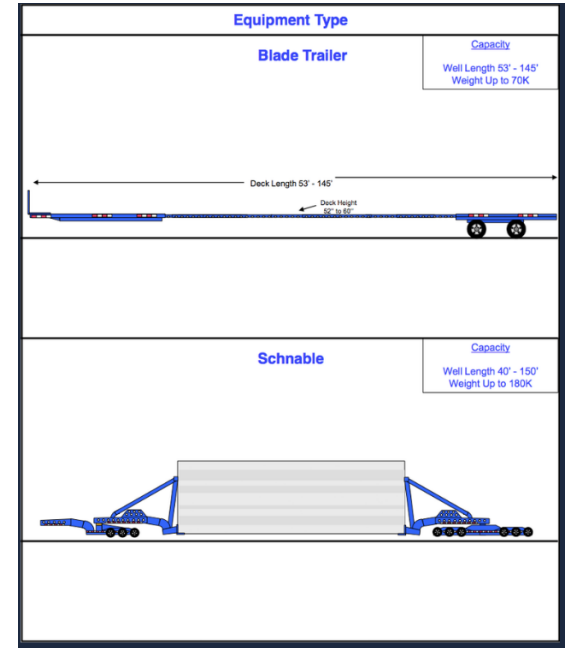 Equipment Type
Blade Trailer
Capacity
Well Length 53' - 145'
Weight Up to 70K
Deck Length 53' - 145'
Deck Height
52" to 60"
Schnable
Capacity
Well Length 40' - 150'
Weight Up to 180K